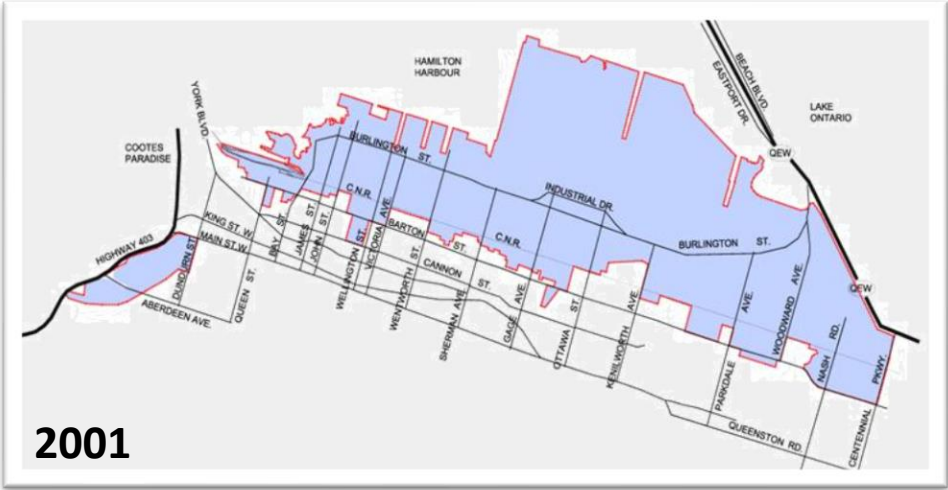 HAMILTON
HARBOUR
BEACH BLVD.
EASTPORT DR.
LAKE
ONTARIO
YORK BLVD.
COOTES
PARADISE
BURLINGTON ST.
QEW
C.N.R.
INDUSTRIAL DR.
KING ST. W.
MAIN ST.W.
BAY ST.
JAMES ST.
JOHN ST.
WELLINGTON ST.
VICTORIA AVE.
BARTON ST.
C.N.R.
BURLINGTON ST.
HIGHWAY 403
DUNDURN ST.
ABERDEEN AVE.
QUEEN ST.
CANNON ST.
WENTWORTH ST.
SHERMAN AVE.
GAGE AVE.
OTTAWA ST.
KENILWORTH AVE.
PARKDALE AVE.
WOODWARD AVE.
QEW
NASH RD.
CENTENNIAL PKWY.
QUEENSTON RD.
2001